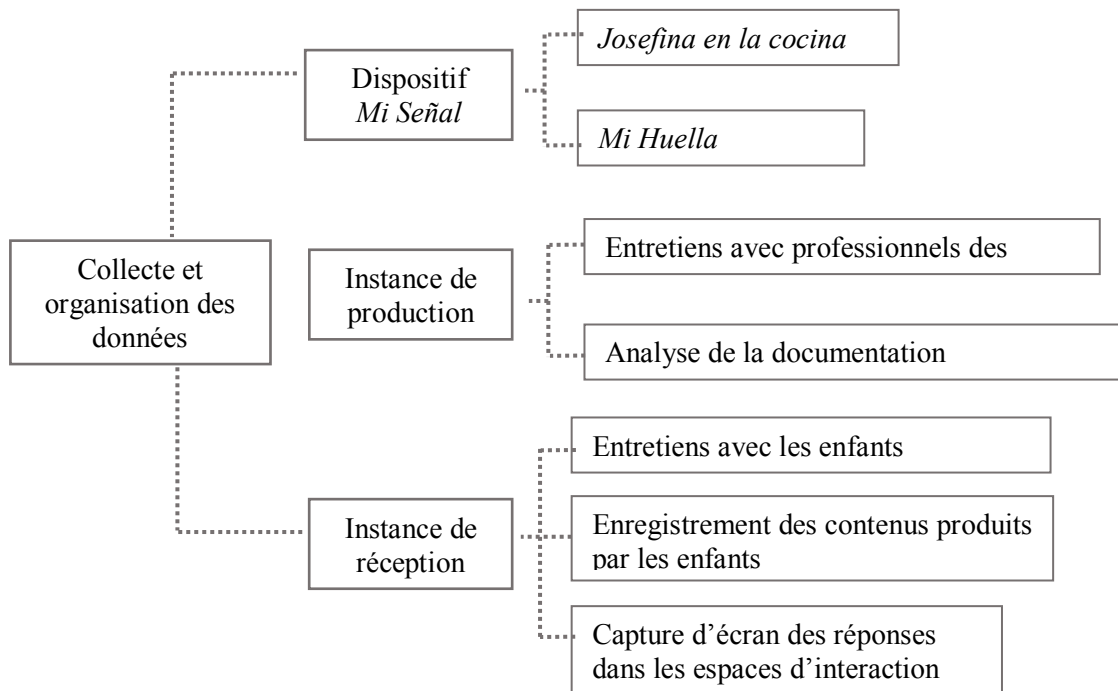 Collecte et
organisation des
données
Dispositif
Mi Señal
Josefina en la cocina
Mi Huella
Instance de
production
Entretiens avec professionnels des
Analyse de la documentation
Instance de
réception
Entretiens avec les enfants
Enregistrement des contenus produits
par les enfants
Capture d’écran des réponses
dans les espaces d’interaction